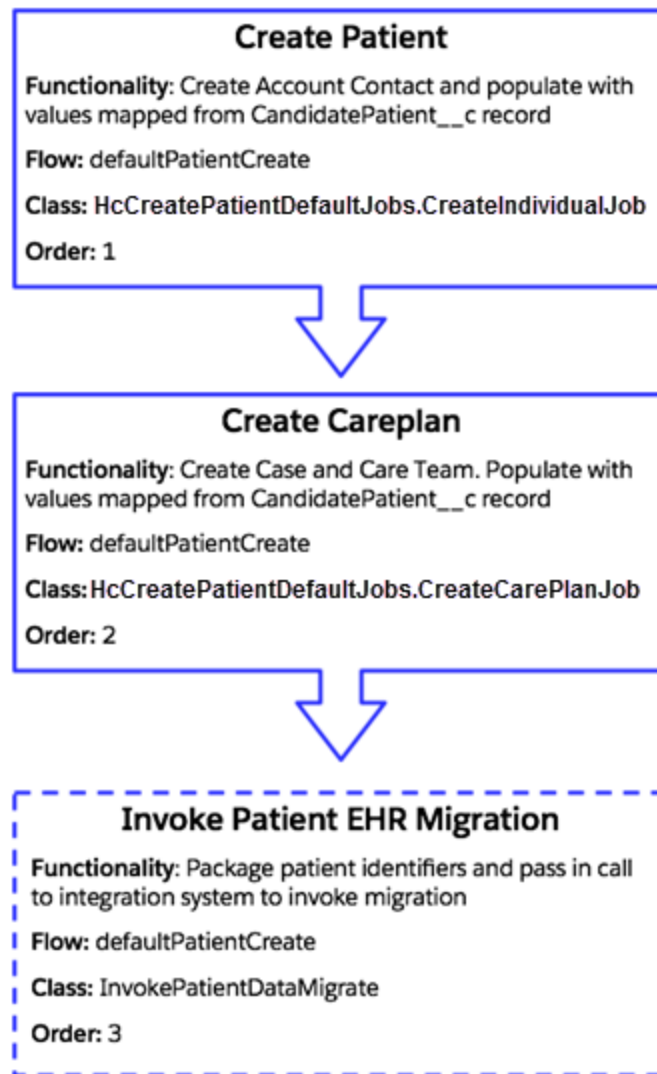 Create Patient
Functionality: Create Account Contact and populate with
values mapped from CandidatePatient__c record
Flow: defaultPatientCreate
Class: HcCreatePatientDefaultJobs.CreateIndividualJob
Order: 1
Create Careplan
Functionality: Create Case and Care Team. Populate with
values mapped from CandidatePatient__c record
Flow: defaultPatientCreate
Class: HcCreatePatientDefaultJobs.CreateCarePlanJob
Order: 2
Invoke Patient EHR Migration
Functionality: Package patient identifiers and pass in call
to integration system to invoke migration
Flow: defaultPatientCreate
Class: InvokePatientDataMigrate
Order: 3